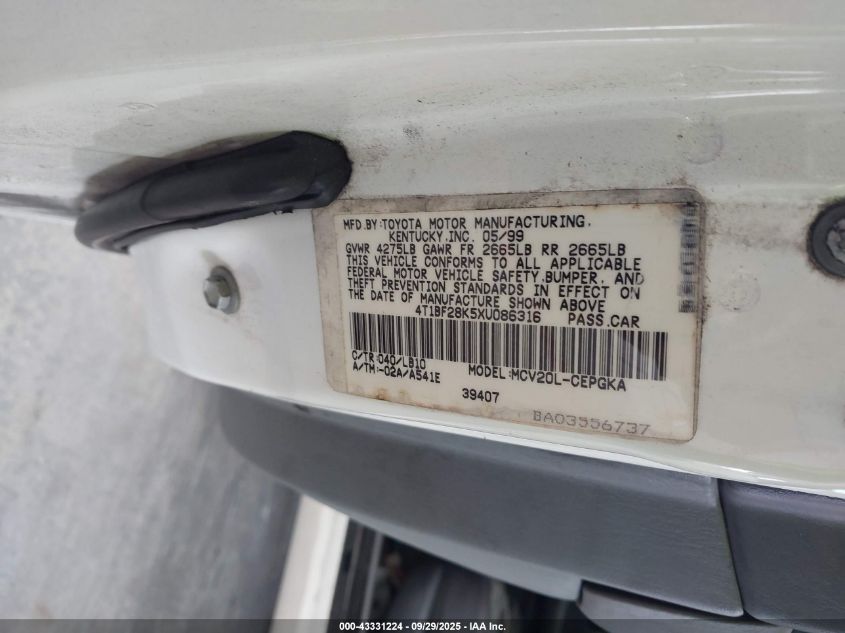 MFD.BY:TOYOTA MOTOR MANUFACTURING,
KENTUCKY,INC. 05/99
GVWR 4275LB GAWR FR 2665LB RR 2665LB
THIS VEHICLE CONFORMS TO ALL APPLICABLE
FEDERAL MOTOR VEHICLE SAFETY,BUMPER, AND
THEFT PREVENTION STANDARDS IN EFFECT ON
THE DATE OF MANUFACTURE SHOWN ABOVE
4T1BF28K5XU086316 PASS.CAR
C/TR:040/LB10
A/TM:-02A/A541E MODEL:MCV20L-CEPGKA
39407
BA03556737
000-43331224 - 09/29/2025 - IAA Inc.